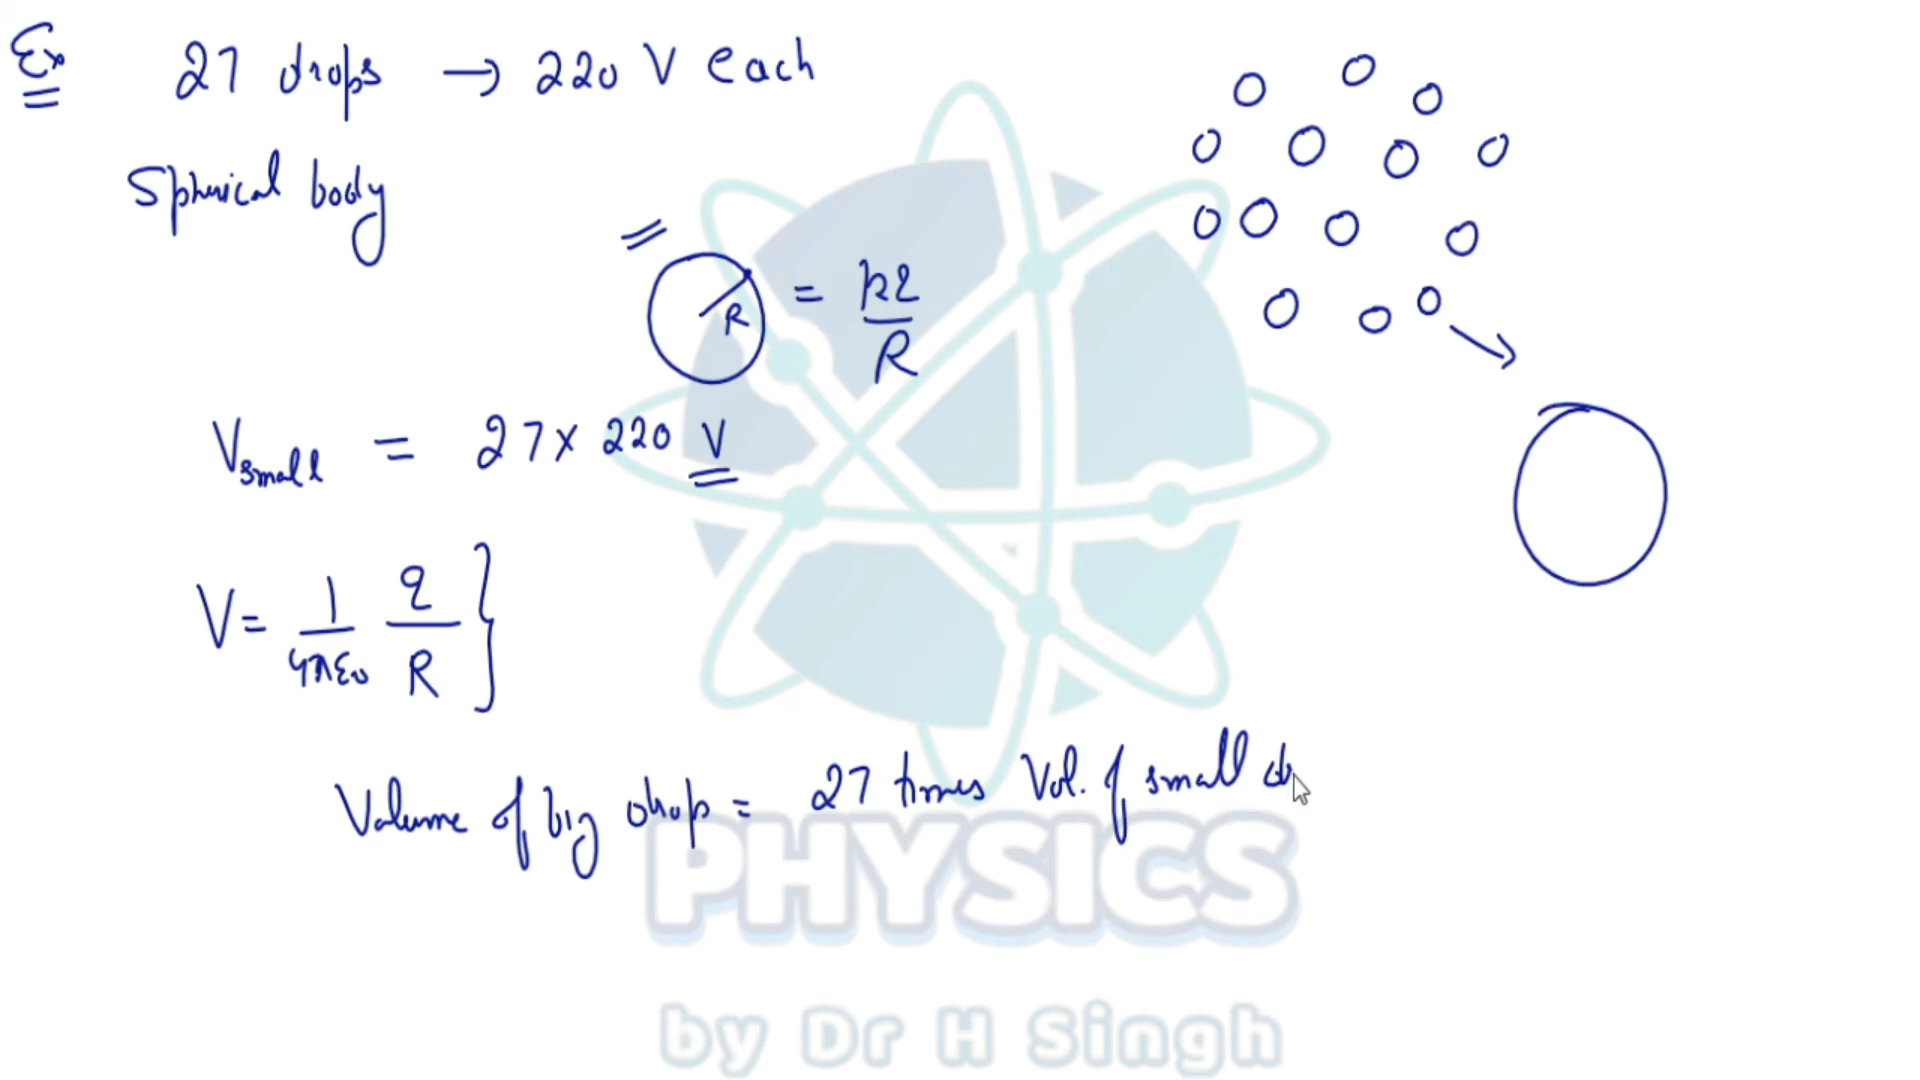 Ex 27 drops → 220 V each
Spherical body
R = kq/R
Vsmall = 27 x 220 V
V = 1/4πε0 q/R }
Volume of big drop = 27 times Vol. of small d
PHYSICS
by Dr H Singh